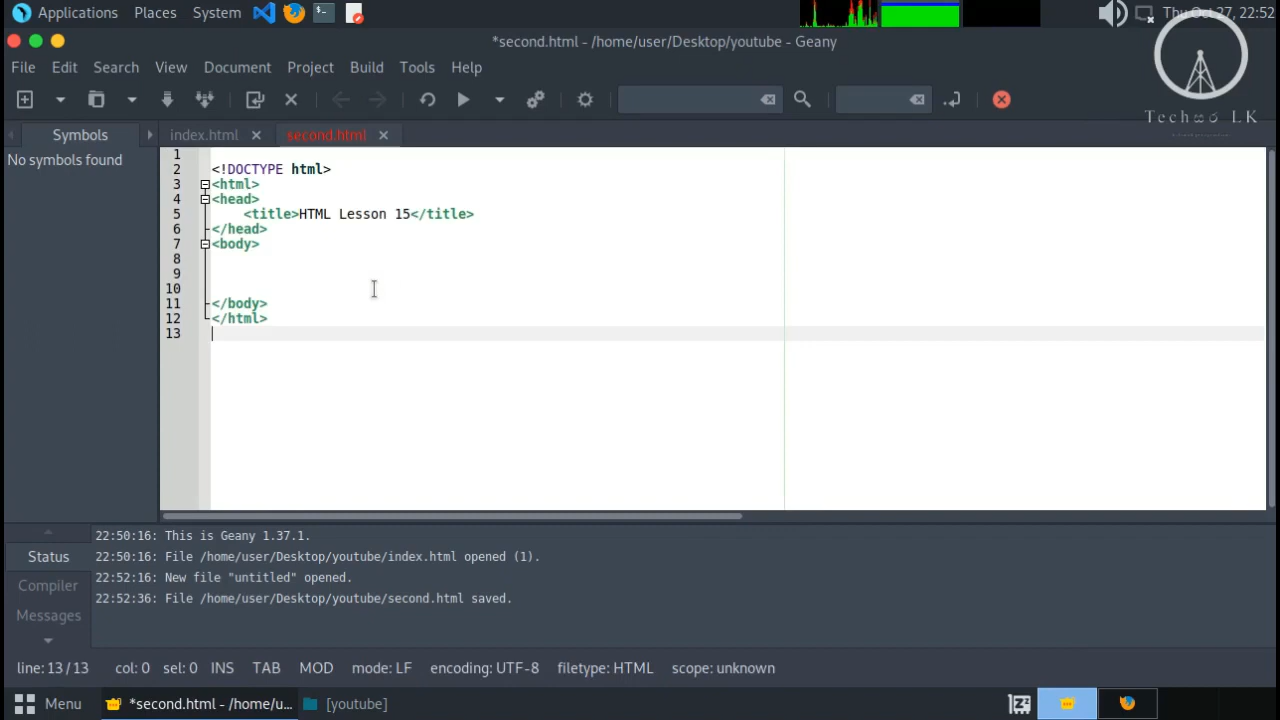 Applications Places System Thu Oct 27, 22:52
*second.html - /home/user/Desktop/youtube - Geany
File Edit Search View Document Project Build Tools Help
Techwo LK
Symbols index.html second.html
No symbols found
1
2 <!DOCTYPE html>
3 <html>
4 <head>
5 <title>HTML Lesson 15</title>
6 </head>
7 <body>
8
9
10
11 </body>
12 </html>
13
22:50:16: This is Geany 1.37.1.
Status 22:50:16: File /home/user/Desktop/youtube/index.html opened (1).
Compiler 22:52:16: New file "untitled" opened.
Messages 22:52:36: File /home/user/Desktop/youtube/second.html saved.
line: 13 / 13 col: 0 sel: 0 INS TAB MOD mode: LF encoding: UTF-8 filetype: HTML scope: unknown
Menu *second.html - /home/u... [youtube]